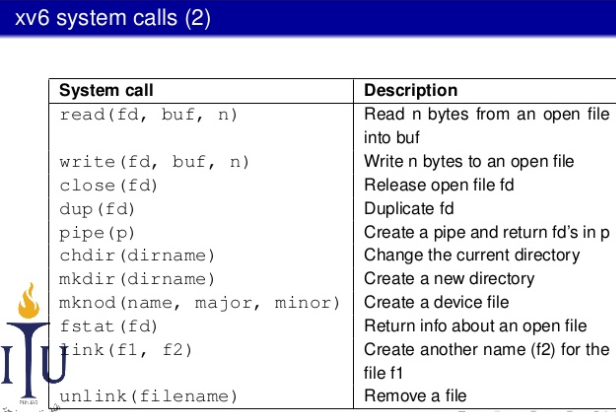 xv6 system calls (2)
System call Description
read(fd, buf, n) Read n bytes from an open file
into buf
write(fd, buf, n) Write n bytes to an open file
close(fd) Release open file fd
dup(fd) Duplicate fd
pipe(p) Create a pipe and return fd's in p
chdir(dirname) Change the current directory
mkdir(dirname) Create a new directory
mknod(name, major, minor) Create a device file
fstat(fd) Return info about an open file
link(f1, f2) Create another name (f2) for the
file f1
unlink(filename) Remove a file
ITU